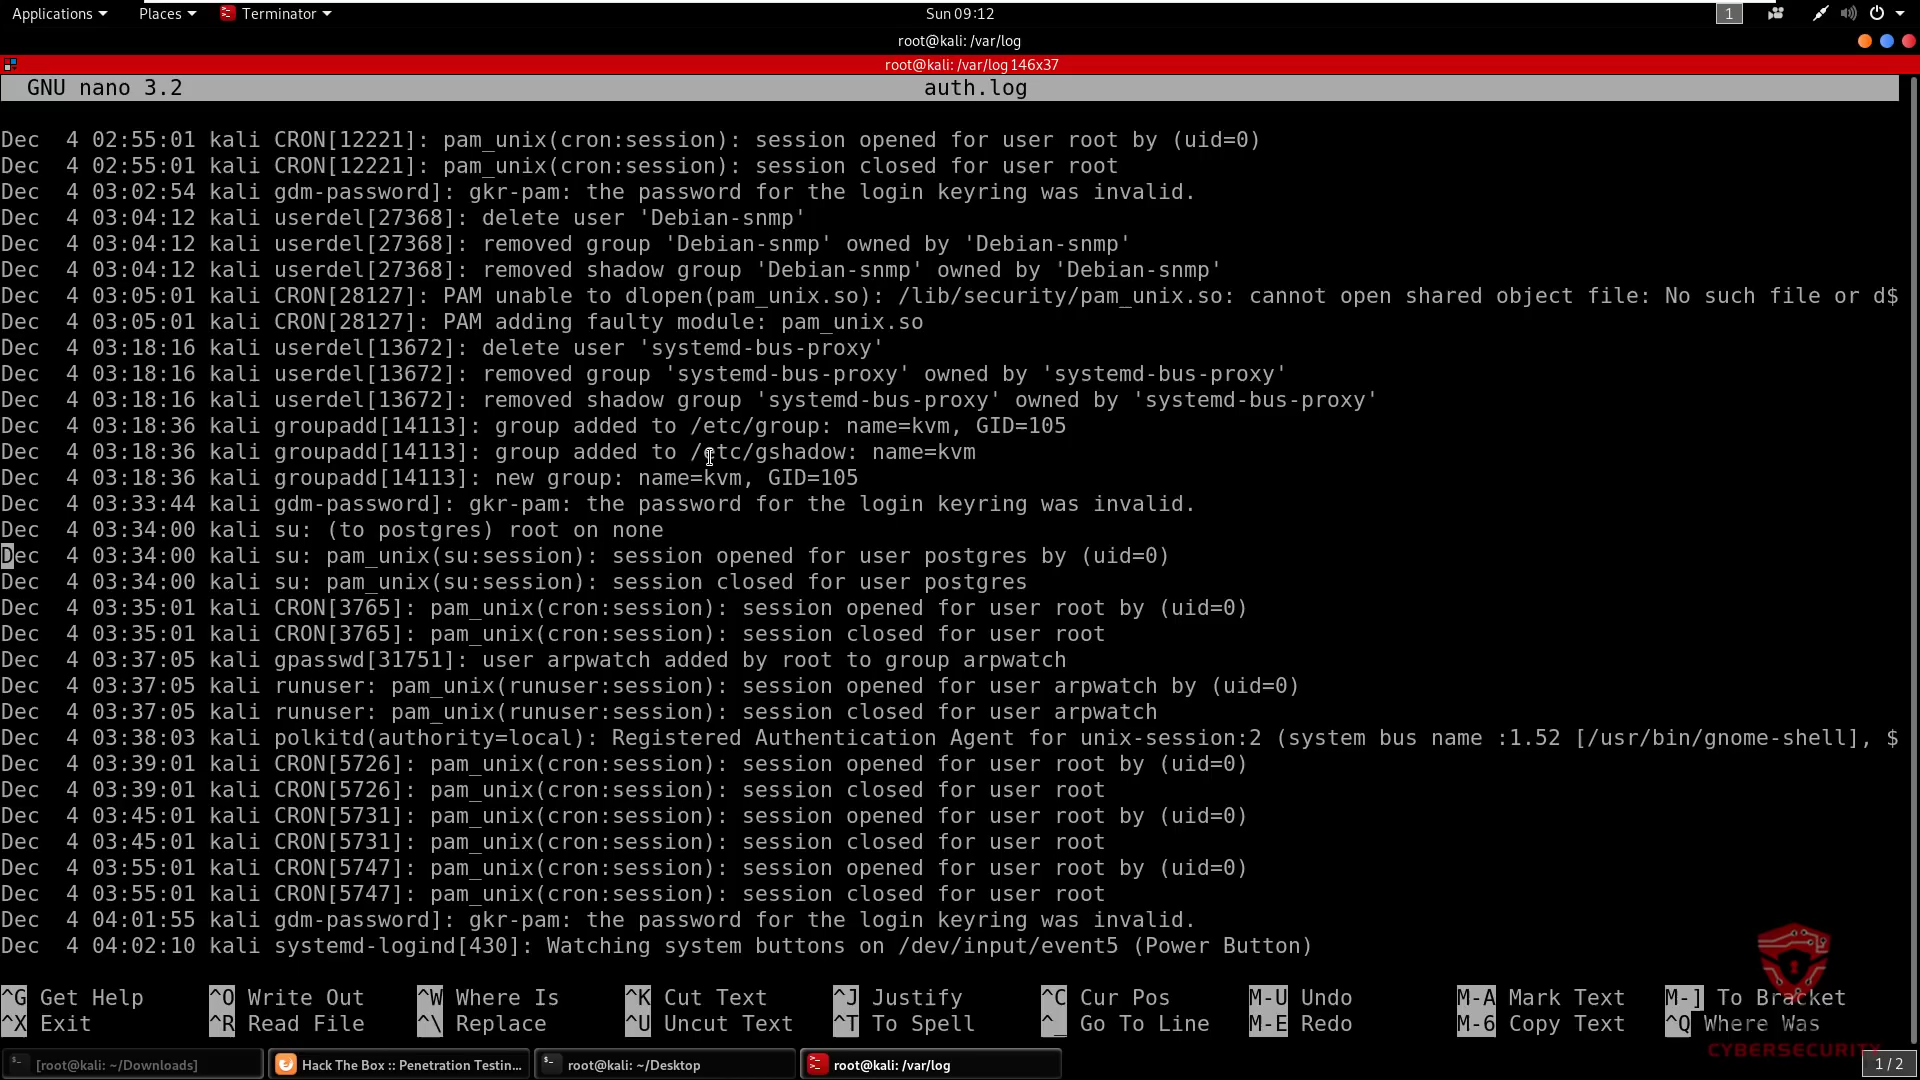 Applications Places Terminator Sun 09:12 1
root@kali: /var/log
root@kali: /var/log 146x37
GNU nano 3.2 auth.log
Dec  4 02:55:01 kali CRON[12221]: pam_unix(cron:session): session opened for user root by (uid=0)
Dec  4 02:55:01 kali CRON[12221]: pam_unix(cron:session): session closed for user root
Dec  4 03:02:54 kali gdm-password]: gkr-pam: the password for the login keyring was invalid.
Dec  4 03:04:12 kali userdel[27368]: delete user 'Debian-snmp'
Dec  4 03:04:12 kali userdel[27368]: removed group 'Debian-snmp' owned by 'Debian-snmp'
Dec  4 03:04:12 kali userdel[27368]: removed shadow group 'Debian-snmp' owned by 'Debian-snmp'
Dec  4 03:05:01 kali CRON[28127]: PAM unable to dlopen(pam_unix.so): /lib/security/pam_unix.so: cannot open shared object file: No such file or d$
Dec  4 03:05:01 kali CRON[28127]: PAM adding faulty module: pam_unix.so
Dec  4 03:18:16 kali userdel[13672]: delete user 'systemd-bus-proxy'
Dec  4 03:18:16 kali userdel[13672]: removed group 'systemd-bus-proxy' owned by 'systemd-bus-proxy'
Dec  4 03:18:16 kali userdel[13672]: removed shadow group 'systemd-bus-proxy' owned by 'systemd-bus-proxy'
Dec  4 03:18:36 kali groupadd[14113]: group added to /etc/group: name=kvm, GID=105
Dec  4 03:18:36 kali groupadd[14113]: group added to /etc/gshadow: name=kvm
Dec  4 03:18:36 kali groupadd[14113]: new group: name=kvm, GID=105
Dec  4 03:33:44 kali gdm-password]: gkr-pam: the password for the login keyring was invalid.
Dec  4 03:34:00 kali su: (to postgres) root on none
Dec  4 03:34:00 kali su: pam_unix(su:session): session opened for user postgres by (uid=0)
Dec  4 03:34:00 kali su: pam_unix(su:session): session closed for user postgres
Dec  4 03:35:01 kali CRON[3765]: pam_unix(cron:session): session opened for user root by (uid=0)
Dec  4 03:35:01 kali CRON[3765]: pam_unix(cron:session): session closed for user root
Dec  4 03:37:05 kali gpasswd[31751]: user arpwatch added by root to group arpwatch
Dec  4 03:37:05 kali runuser: pam_unix(runuser:session): session opened for user arpwatch by (uid=0)
Dec  4 03:37:05 kali runuser: pam_unix(runuser:session): session closed for user arpwatch
Dec  4 03:38:03 kali polkitd(authority=local): Registered Authentication Agent for unix-session:2 (system bus name :1.52 [/usr/bin/gnome-shell], $
Dec  4 03:39:01 kali CRON[5726]: pam_unix(cron:session): session opened for user root by (uid=0)
Dec  4 03:39:01 kali CRON[5726]: pam_unix(cron:session): session closed for user root
Dec  4 03:45:01 kali CRON[5731]: pam_unix(cron:session): session opened for user root by (uid=0)
Dec  4 03:45:01 kali CRON[5731]: pam_unix(cron:session): session closed for user root
Dec  4 03:55:01 kali CRON[5747]: pam_unix(cron:session): session opened for user root by (uid=0)
Dec  4 03:55:01 kali CRON[5747]: pam_unix(cron:session): session closed for user root
Dec  4 04:01:55 kali gdm-password]: gkr-pam: the password for the login keyring was invalid.
Dec  4 04:02:10 kali systemd-logind[430]: Watching system buttons on /dev/input/event5 (Power Button)
^G Get Help ^O Write Out ^W Where Is ^K Cut Text ^J Justify ^C Cur Pos M-U Undo M-A Mark Text M-] To Bracket
^X Exit ^R Read File ^\ Replace ^U Uncut Text ^T To Spell ^_ Go To Line M-E Redo M-6 Copy Text ^Q Where Was
CYBERSECURITY
[root@kali: ~/Downloads] Hack The Box :: Penetration Testin... root@kali: ~/Desktop root@kali: /var/log 1 / 2